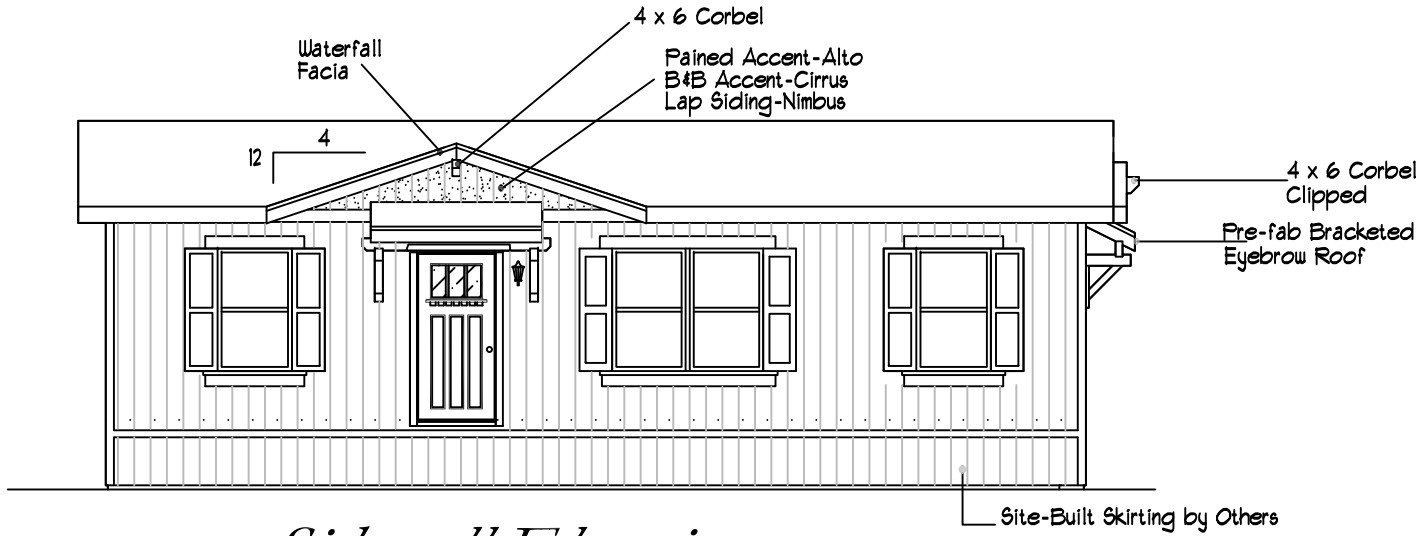 4 x 6 Corbel
Waterfall
Facia
Pained Accent-Alto
B&B Accent-Cirrus
Lap Siding-Nimbus
4
12
4 x 6 Corbel
Clipped
Pre-fab Bracketed
Eyebrow Roof
Site-Built Skirting by Others